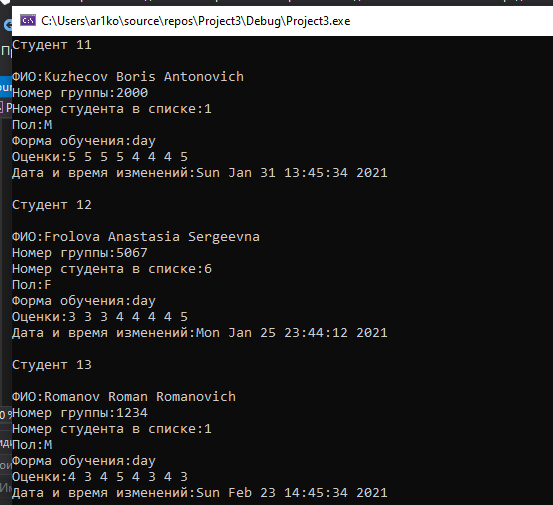 C:\Users\ar1ko\source\repos\Project3\Debug\Project3.exe
Студент 11
ФИО:Kuzhecov Boris Antonovich
Номер группы:2000
Номер студента в списке:1
Пол:M
Форма обучения:day
Оценки:5 5 5 5 4 4 4 5
Дата и время изменений:Sun Jan 31 13:45:34 2021
Студент 12
ФИО:Frolova Anastasia Sergeevna
Номер группы:5067
Номер студента в списке:6
Пол:F
Форма обучения:day
Оценки:3 3 3 4 4 4 4 5
Дата и время изменений:Mon Jan 25 23:44:12 2021
Студент 13
ФИО:Romanov Roman Romanovich
Номер группы:1234
Номер студента в списке:1
Пол:M
Форма обучения:day
Оценки:4 3 4 5 4 3 4 3
Дата и время изменений:Sun Feb 23 14:45:34 2021